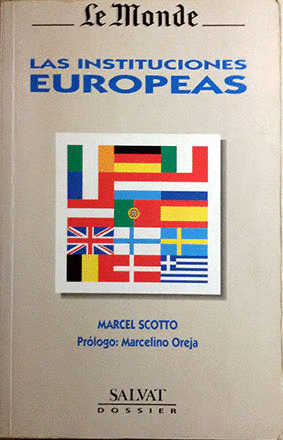 Le Monde
LAS INSTITUCIONES
EUROPEAS
MARCEL SCOTTO
Prólogo: Marcelino Oreja
SALVAT
DOSSIER